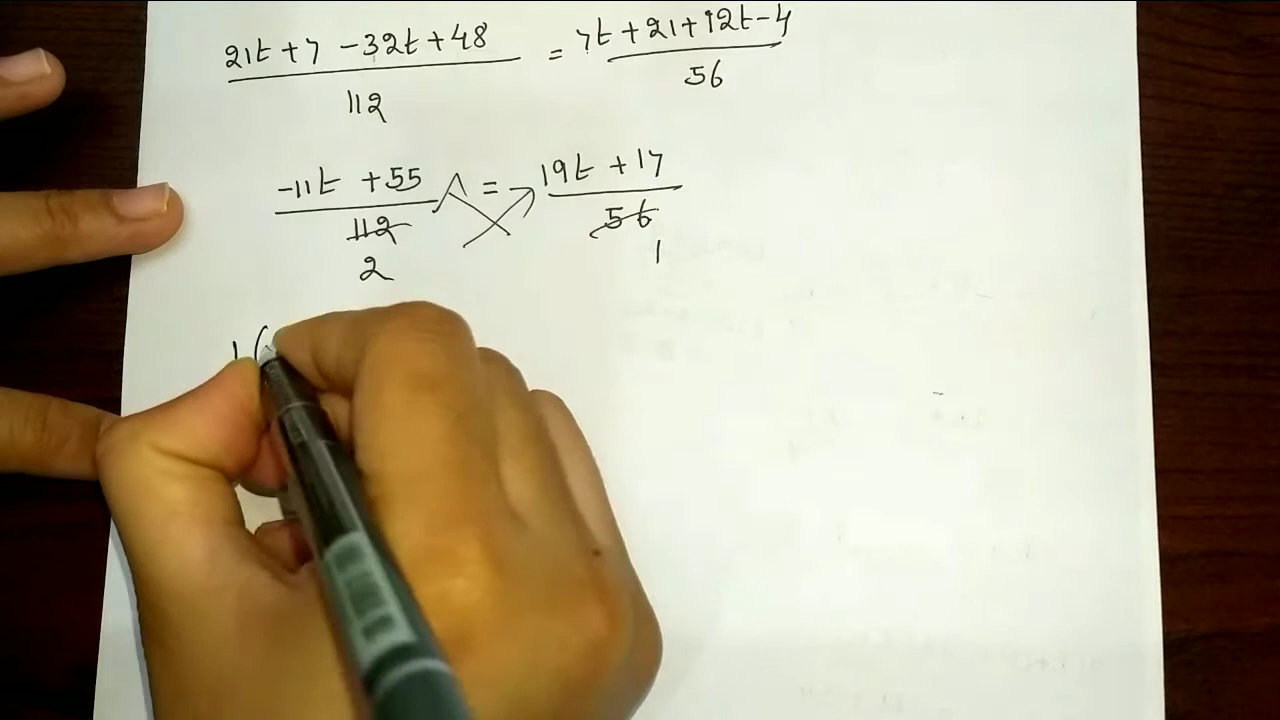 21t + 7 - 32t + 48 / 112 = 7t + 21 + 12t - 4 / 56
-11t + 55 / 112 = 19t + 17 / 56
2 1
1(